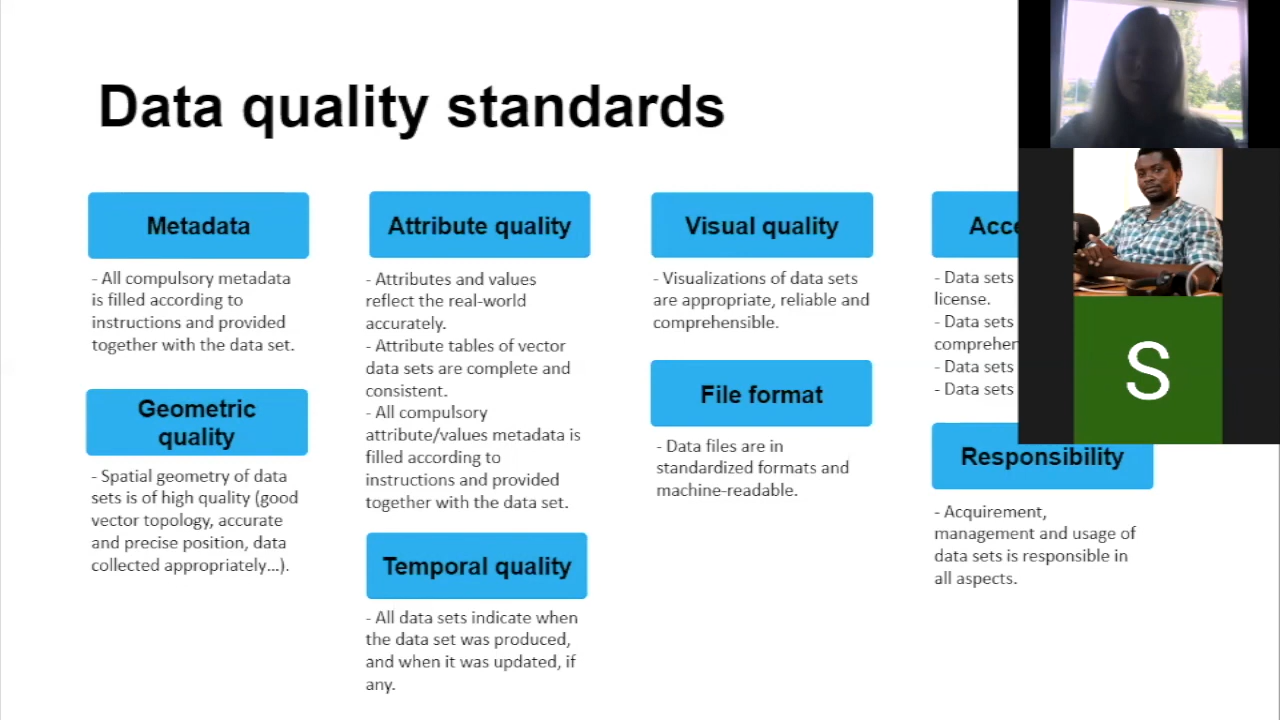 Data quality standards
Metadata
- All compulsory metadata
is filled according to
instructions and provided
together with the data set.
Geometric
quality
- Spatial geometry of data
sets is of high quality (good
vector topology, accurate
and precise position, data
collected appropriately...).
Attribute quality
- Attributes and values
reflect the real-world
accurately.
- Attribute tables of vector
data sets are complete and
consistent.
- All compulsory
attribute/values metadata is
filled according to
instructions and provided
together with the data set.
Temporal quality
- All data sets indicate when
the data set was produced,
and when it was updated, if
any.
Visual quality
- Visualizations of data sets
are appropriate, reliable and
comprehensible.
File format
- Data files are in
standardized formats and
machine-readable.
- Data sets
license.
- Data sets
- Data sets
- Data sets
Responsibility
- Acquirement,
management and usage of
data sets is responsible in
all aspects.
S